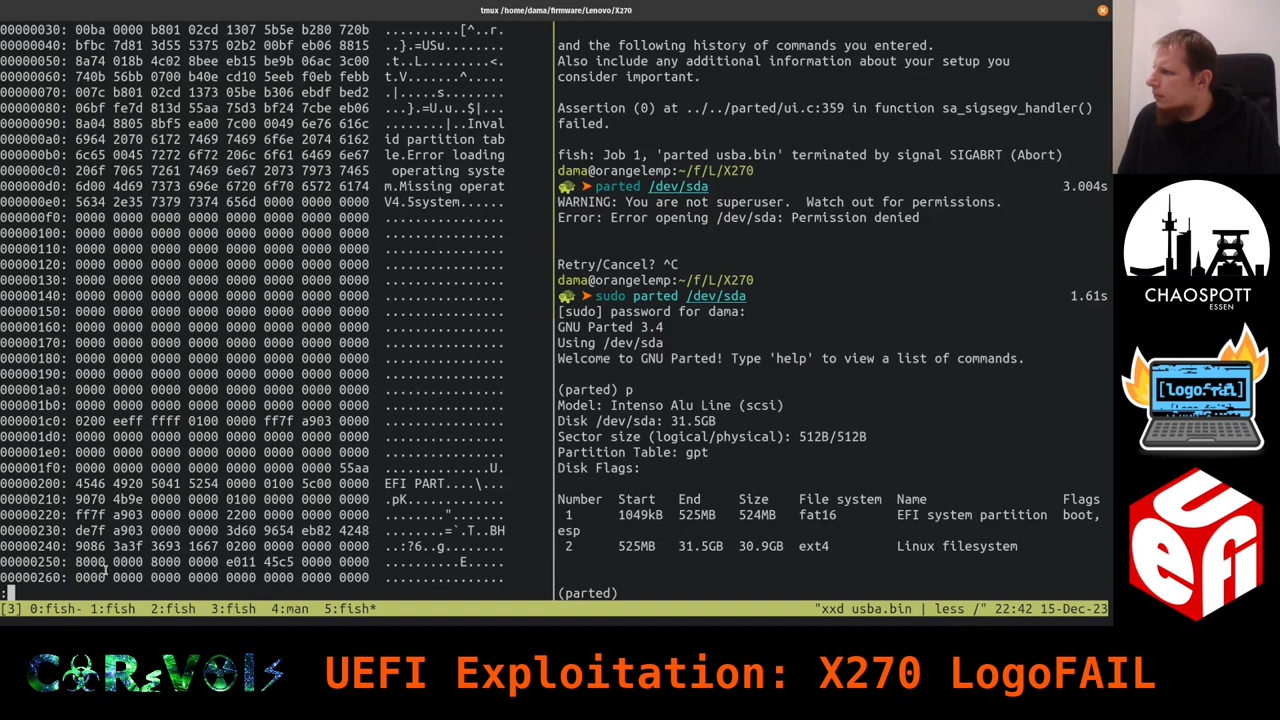 tmux /home/dama/firmware/Lenovo/X270
00000030: 00ba 0000 b801 02cd 1307 5b5e b280 720b ..........[^..r.
00000040: bfbc 7d81 3d55 5375 02b2 00bf eb06 8815 ..}.=USu........
00000050: 8a74 018b 4c02 8bee eb15 be9b 06ac 3c00 .t..L.........<.
00000060: 740b 56bb 0700 b40e cd10 5eeb f0eb febb t.V.......^.....
00000070: 007c b801 02cd 1373 05be b306 ebdf bed2 .|.....s........
00000080: 06bf fe7d 813d 55aa 75d3 bf24 7cbe eb06 ...}.=U.u..$|...
00000090: 8a04 8805 8bf5 ea00 7c00 0049 6e76 616c ........|..Inval
000000a0: 6964 2070 6172 7469 7469 6f6e 2074 6162 id partition tab
000000b0: 6c65 0045 7272 6f72 206c 6f61 6469 6e67 le.Error loading
000000c0: 206f 7065 7261 7469 6e67 2073 7973 7465  operating syste
000000d0: 6d00 4d69 7373 696e 6720 6f70 6572 6174 m.Missing operat
000000e0: 5634 2e35 7379 7374 656d 0000 0000 0000 V4.5system......
000000f0: 0000 0000 0000 0000 0000 0000 0000 0000 ................
00000100: 0000 0000 0000 0000 0000 0000 0000 0000 ................
00000110: 0000 0000 0000 0000 0000 0000 0000 0000 ................
00000120: 0000 0000 0000 0000 0000 0000 0000 0000 ................
00000130: 0000 0000 0000 0000 0000 0000 0000 0000 ................
00000140: 0000 0000 0000 0000 0000 0000 0000 0000 ................
00000150: 0000 0000 0000 0000 0000 0000 0000 0000 ................
00000160: 0000 0000 0000 0000 0000 0000 0000 0000 ................
00000170: 0000 0000 0000 0000 0000 0000 0000 0000 ................
00000180: 0000 0000 0000 0000 0000 0000 0000 0000 ................
00000190: 0000 0000 0000 0000 0000 0000 0000 0000 ................
000001a0: 0000 0000 0000 0000 0000 0000 0000 0000 ................
000001b0: 0000 0000 0000 0000 0000 0000 0000 0000 ................
000001c0: 0200 eeff ffff 0100 0000 ff7f a903 0000 ................
000001d0: 0000 0000 0000 0000 0000 0000 0000 0000 ................
000001e0: 0000 0000 0000 0000 0000 0000 0000 0000 ................
000001f0: 0000 0000 0000 0000 0000 0000 0000 55aa ..............U.
00000200: 4546 4920 5041 5254 0000 0100 5c00 0000 EFI PART....\...
00000210: 9070 4b9e 0000 0000 0100 0000 0000 0000 .pK.............
00000220: ff7f a903 0000 0000 2200 0000 0000 0000 ........".......
00000230: de7f a903 0000 0000 3d60 9654 eb82 4248 ........=`.T..BH
00000240: 9086 3a3f 3693 1667 0200 0000 0000 0000 ..:?6..g........
00000250: 8000 0000 8000 0000 e011 45c5 0000 0000 ..........E.....
00000260: 0000 0000 0000 0000 0000 0000 0000 0000 ................
:
and the following history of commands you entered.
Also include any additional information about your setup you
consider important.
Assertion (0) at ../../parted/ui.c:359 in function sa_sigsegv_handler()
failed.
fish: Job 1, 'parted usba.bin' terminated by signal SIGABRT (Abort)
dama@orangelemp:~/f/L/X270
parted /dev/sda 3.004s
WARNING: You are not superuser.  Watch out for permissions.
Error: Error opening /dev/sda: Permission denied
Retry/Cancel? ^C
dama@orangelemp:~/f/L/X270
sudo parted /dev/sda 1.61s
[sudo] password for dama:
GNU Parted 3.4
Using /dev/sda
Welcome to GNU Parted! Type 'help' to view a list of commands.
(parted) p
Model: Intenso Alu Line (scsi)
Disk /dev/sda: 31.5GB
Sector size (logical/physical): 512B/512B
Partition Table: gpt
Disk Flags:
Number Start End Size File system Name Flags
1 1049kB 525MB 524MB fat16 EFI system partition boot,
esp
2 525MB 31.5GB 30.9GB ext4 Linux filesystem
(parted)
[3] 0:fish- 1:fish 2:fish 3:fish 4:man 5:fish* "xxd usba.bin | less /" 22:42 15-Dec-23
CHAOSPOTT
ESSEN
[logofail]
UEFI
UEFI Exploitation: X270 LogoFAIL